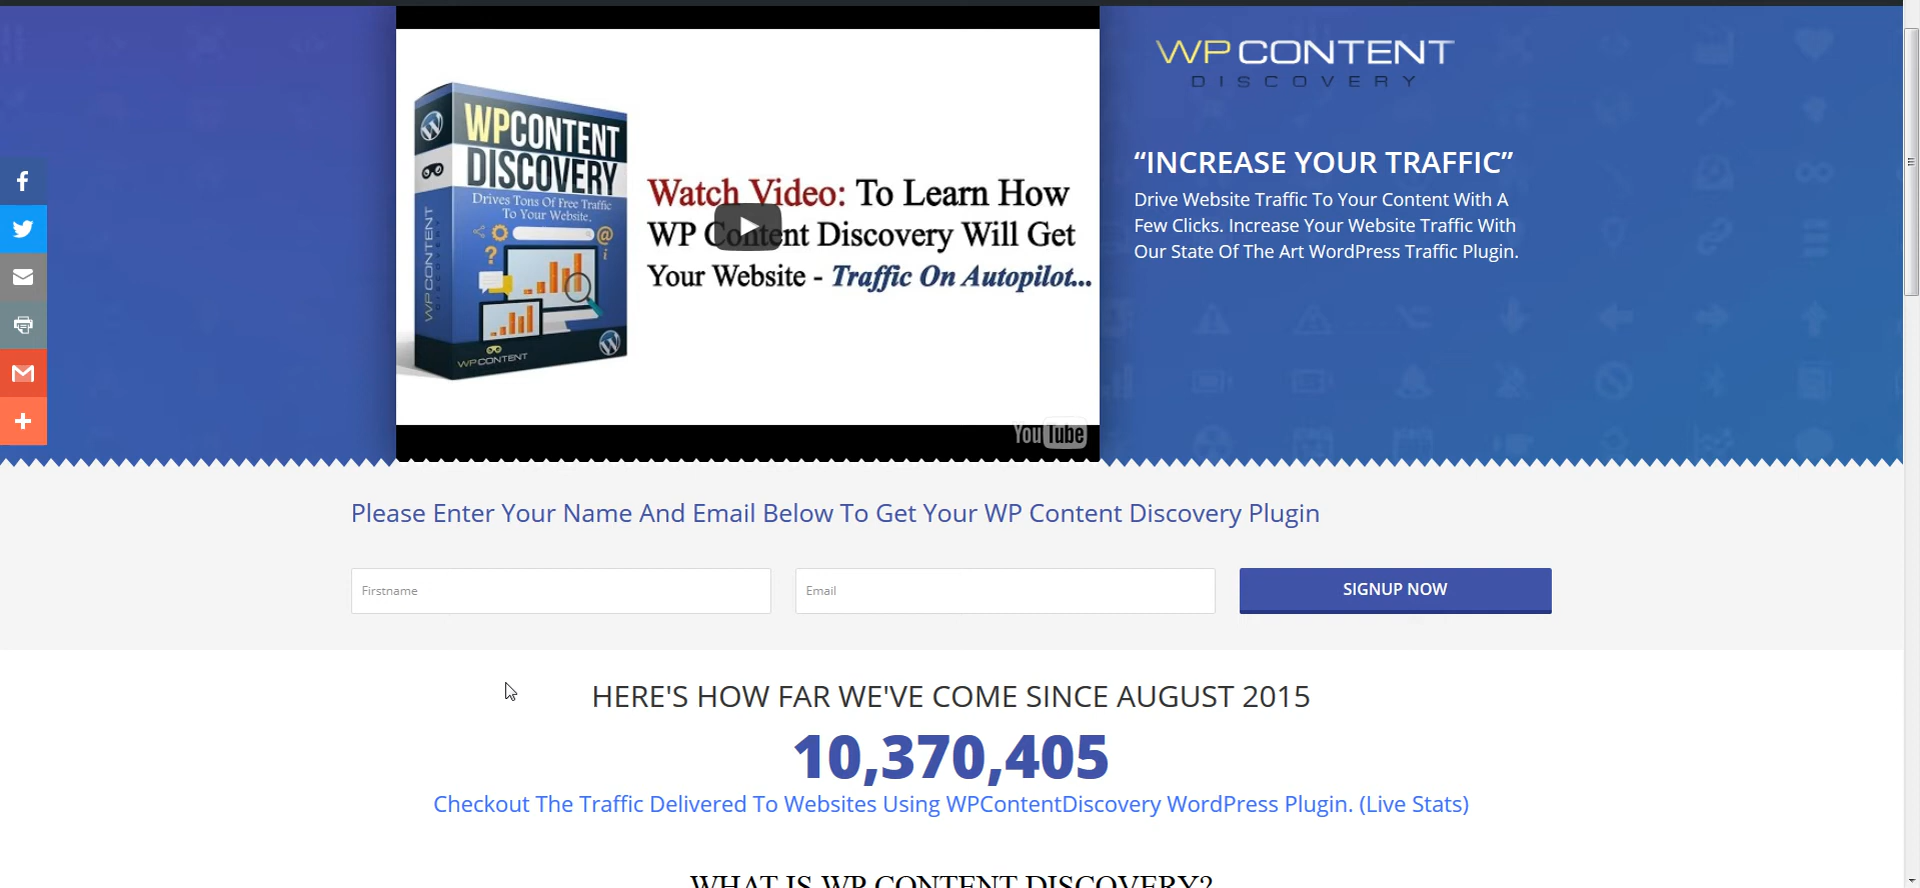 WPCONTENT
DISCOVERY
Drives Tons Of Free Traffic
To Your Website.
WPCONTENT
DISCOVERY
WPCONTENT
Watch Video: To Learn How
WP Content Discovery Will Get
Your Website - Traffic On Autopilot...
YouTube
WPCONTENT
DISCOVERY
“INCREASE YOUR TRAFFIC”
Drive Website Traffic To Your Content With A
Few Clicks. Increase Your Website Traffic With
Our State Of The Art WordPress Traffic Plugin.
Please Enter Your Name And Email Below To Get Your WP Content Discovery Plugin
Firstname
Email
SIGNUP NOW
HERE'S HOW FAR WE'VE COME SINCE AUGUST 2015
10,370,405
Checkout The Traffic Delivered To Websites Using WPContentDiscovery WordPress Plugin. (Live Stats)
WHAT IS WP CONTENT DISCOVERY?